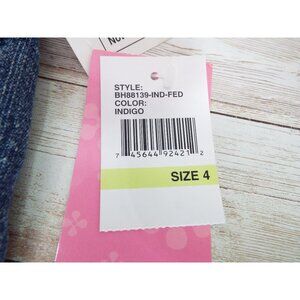 STYLE:
BH88139-IND-FED
COLOR:
INDIGO
7 45644 92421 2
SIZE 4